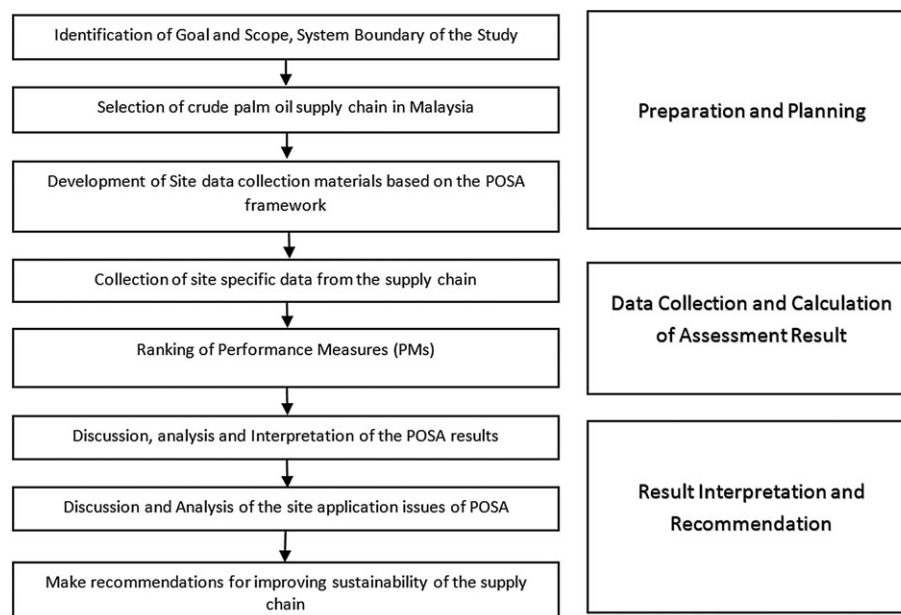 Identification of Goal and Scope, System Boundary of the Study
Selection of crude palm oil supply chain in Malaysia
Development of Site data collection materials based on the POSA
framework
Collection of site specific data from the supply chain
Ranking of Performance Measures (PMs)
Discussion, analysis and Interpretation of the POSA results
Discussion and Analysis of the site application issues of POSA
Make recommendations for improving sustainability of the supply
chain
Preparation and Planning
Data Collection and Calculation
of Assessment Result
Result Interpretation and
Recommendation